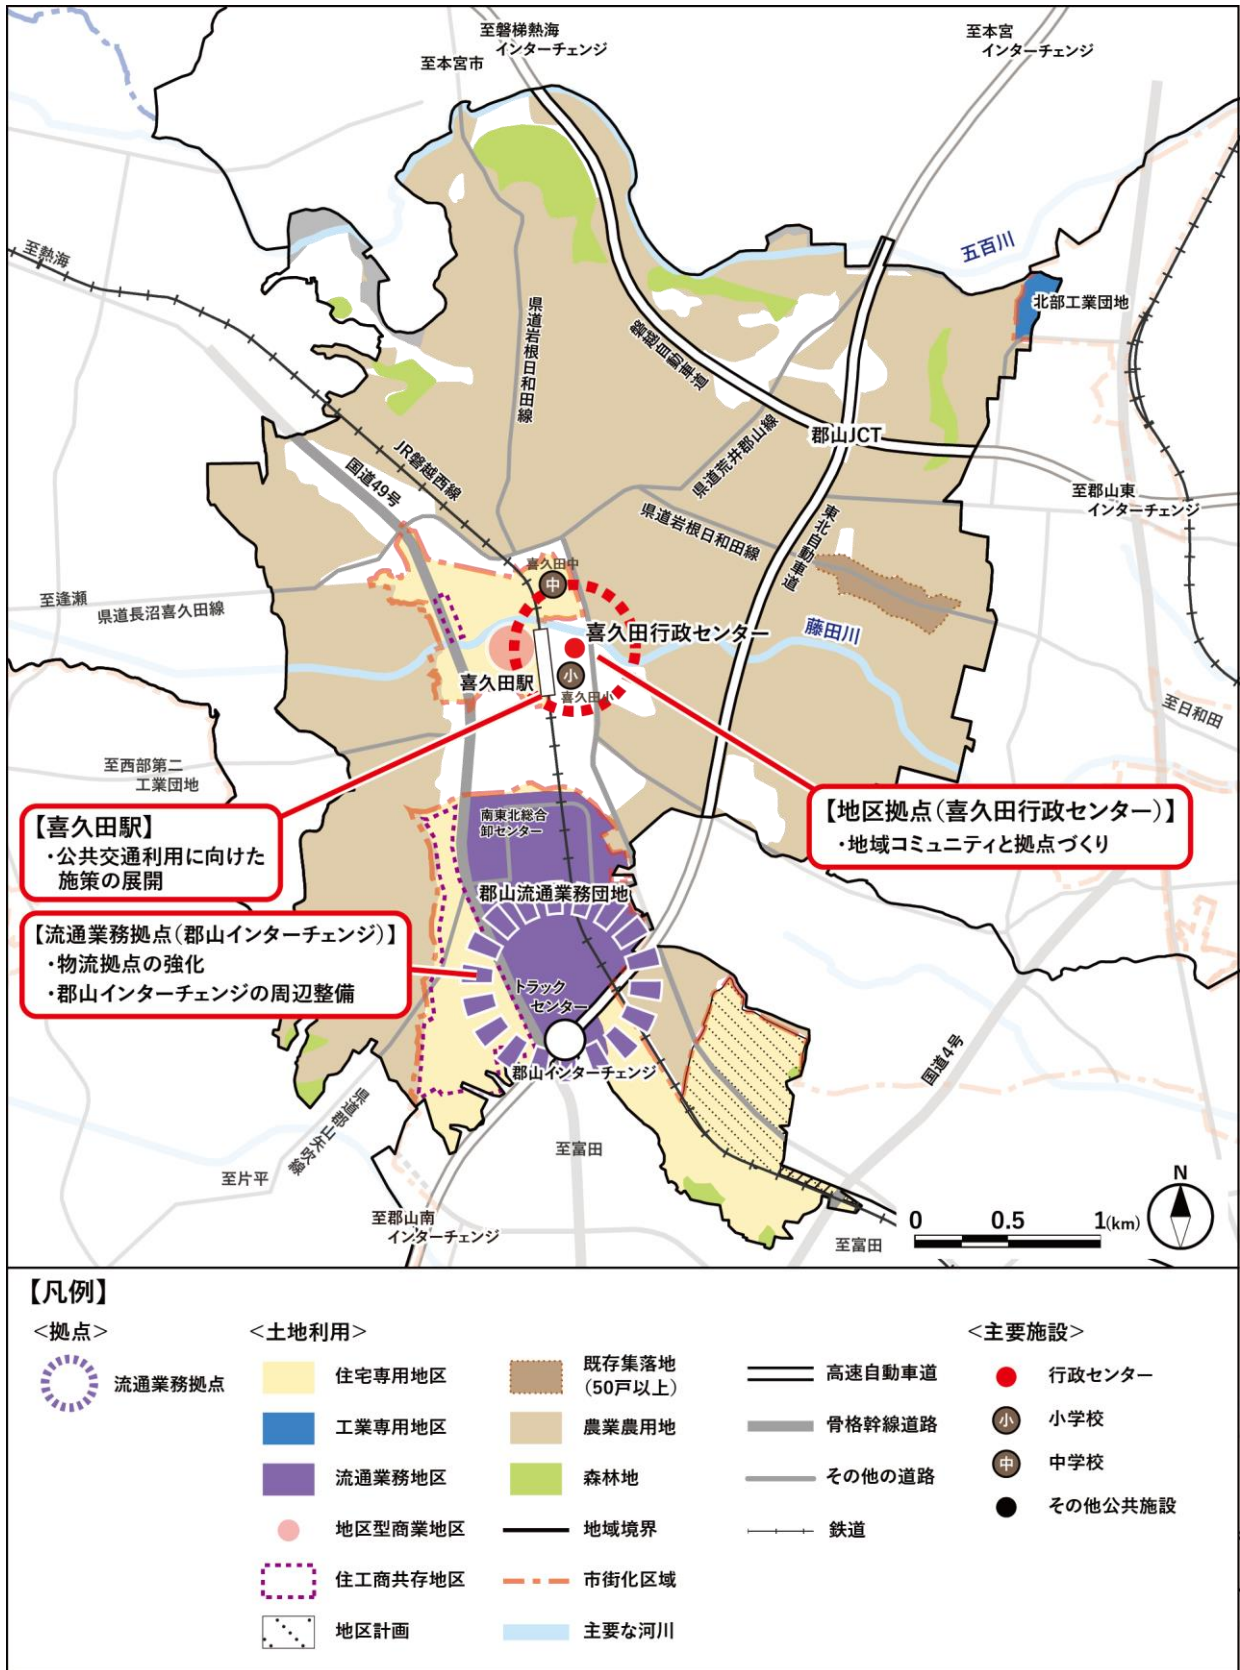 至磐梯熱海
インターチェンジ
至本宮
インターチェンジ
至本宮市
五百川
至熱海
北部工業団地
県道岩根日和田線
磐越自動車道
郡山JCT
県道荒井郡山線
JR磐越西線
国道49号
至郡山東
インターチェンジ
県道岩根日和田線
東北自動車道
喜久田中
中
至逢瀬
県道長沼喜久田線
喜久田行政センター
藤田川
小
喜久田駅
喜久田小
至日和田
至西部第二
工業団地
【喜久田駅】
・公共交通利用に向けた
施策の展開
南東北総合
卸センター
【地区拠点(喜久田行政センター)】
・地域コミュニティと拠点づくり
郡山流通業務団地
【流通業務拠点(郡山インターチェンジ)】
・物流拠点の強化
・郡山インターチェンジの周辺整備
トラック
センター
郡山インターチェンジ
国道4号
県道郡山矢吹線
至富田
至片平
至郡山南
インターチェンジ
至富田
0 0.5 1(km)
N
【凡例】
<拠点>
流通業務拠点
<土地利用>
住宅専用地区
工業専用地区
流通業務地区
地区型商業地区
住工商共存地区
地区計画
既存集落地
(50戸以上)
農業農用地
森林地
地域境界
市街化区域
主要な河川
高速自動車道
骨格幹線道路
その他の道路
鉄道
<主要施設>
行政センター
小
小学校
中
中学校
その他公共施設